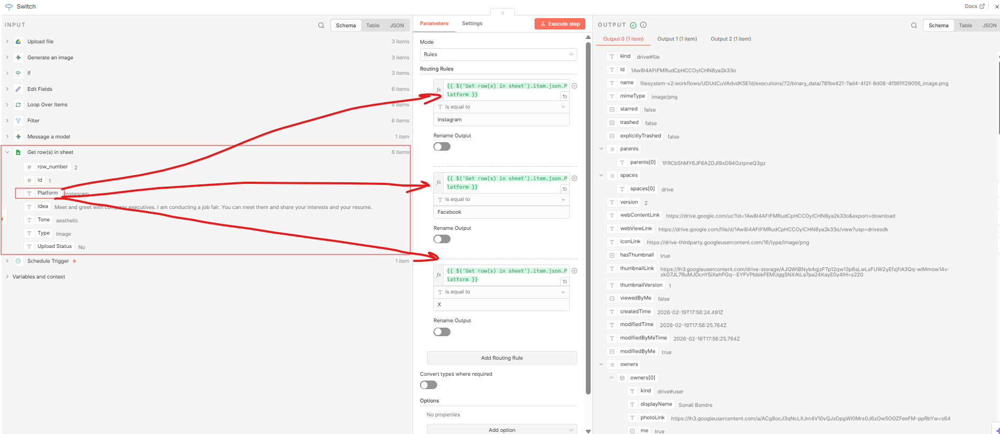 Switch
Docs
INPUT
Schema
Table
JSON
Upload file
3 items
Generate an image
3 items
If
3 items
Edit Fields
6 items
Loop Over Items
6 items
Filter
6 items
Message a model
1 item
Get row(s) in sheet
6 items
# row_number 2
# Id 1
T Platform Instagram
T Idea Meet and greet with company executives. I am conducting a job fair. You can meet them and share your interests and your resume.
T Tone aesthetic
T Type Image
T Upload Status No
Schedule Trigger
1 item
Variables and context
Parameters
Settings
Execute step
Mode
Rules
Routing Rules
fx {{ $('Get row(s) in sheet').item.json.P
latform }}
T is equal to
Instagram
Rename Output
fx {{ $('Get row(s) in sheet').item.json.P
latform }}
T is equal to
Facebook
Rename Output
fx {{ $('Get row(s) in sheet').item.json.P
latform }}
T is equal to
X
Rename Output
Add Routing Rule
Convert types where required
Options
No properties
Add option
OUTPUT
Schema
Table
JSON
Output 0 (1 item)
Output 1 (1 item)
Output 2 (1 item)
T kind drive#file
T id 1Aw8I4AFtFMRudCpHCCOyICHN8ya2k33o
T name filesystem-v2:workflows/UDUdCuVAdvdK5E1d/executions/72/binary_data/78fbe421-7ad4-4f2f-8d08-4f56fff29056_image.png
T mimeType image/png
starred false
trashed false
explicitlyTrashed false
parents
T parents[0] 1FRCb5hMY6JF6A2DJI9xD94GztpneQ3gz
spaces
T spaces[0] drive
T version 2
T webContentLink https://drive.google.com/uc?id=1Aw8I4AFtFMRudCpHCCOyICHN8ya2k33o&export=download
T webViewLink https://drive.google.com/file/d/1Aw8I4AFtFMRudCpHCCOyICHN8ya2k33o/view?usp=drivesdk
T iconLink https://drive-thirdparty.googleusercontent.com/16/type/image/png
hasThumbnail true
T thumbnailLink https://lh3.googleusercontent.com/drive-storage/AJQWtBNyb4qjzFTp12qw13p6sLwLsFUW2yEfzjfIA3Qq-wiMmow14v-
zkG7JL7RuMJDcnY5iXehPGq--EYFVPbbikFEMUggSNXAtLa7pa24KayE0y4IH=s220
T thumbnailVersion 1
viewedByMe false
T createdTime 2026-02-19T17:56:24.491Z
T modifiedTime 2026-02-19T17:56:25.764Z
T modifiedByMeTime 2026-02-19T17:56:25.764Z
modifiedByMe true
owners
owners[0]
T kind drive#user
T displayName Sonali Bondre
T photoLink https://lh3.googleusercontent.com/a/ACg8ocJ3qNcLXJm4V10vQJzDpgWI0Mrs0J6zOw5OGZFeeFM-ppRbYw=s64
me true